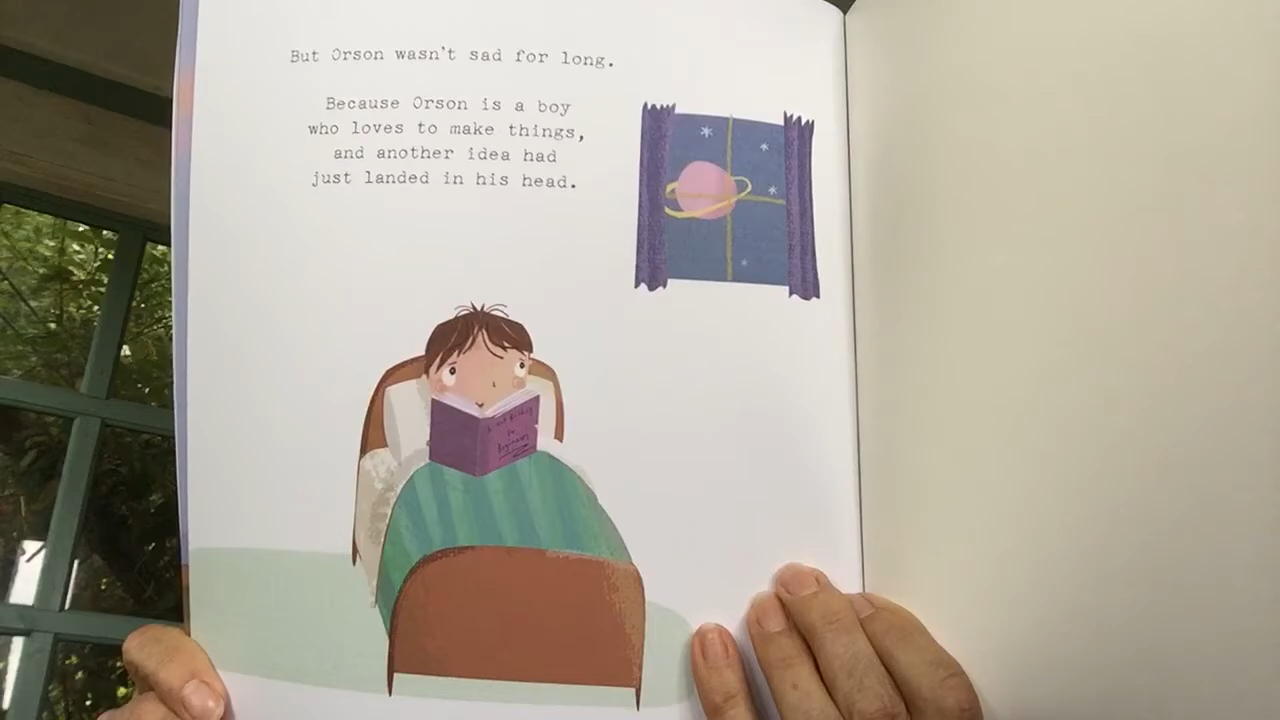 But Orson wasn't sad for long.
Because Orson is a boy
who loves to make things,
and another idea had
just landed in his head.
Beginners